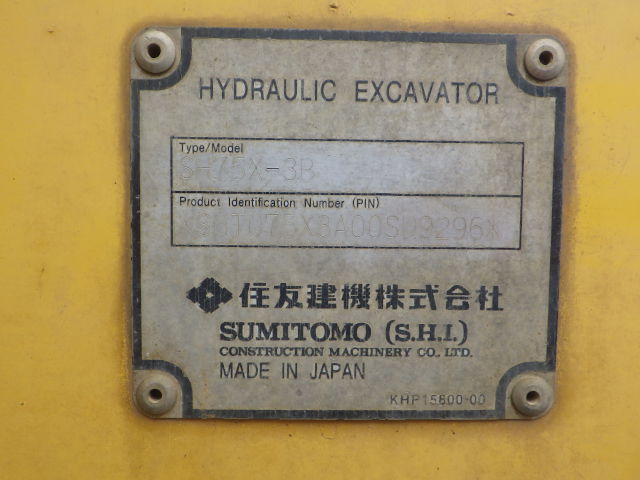 HYDRAULIC EXCAVATOR
Type/Model
SH75X-3B
Product Identification Number (PIN)
住友建機株式会社
SUMITOMO (S.H.I.)
CONSTRUCTION MACHINERY CO., LTD.
MADE IN JAPAN
KHP15800-00